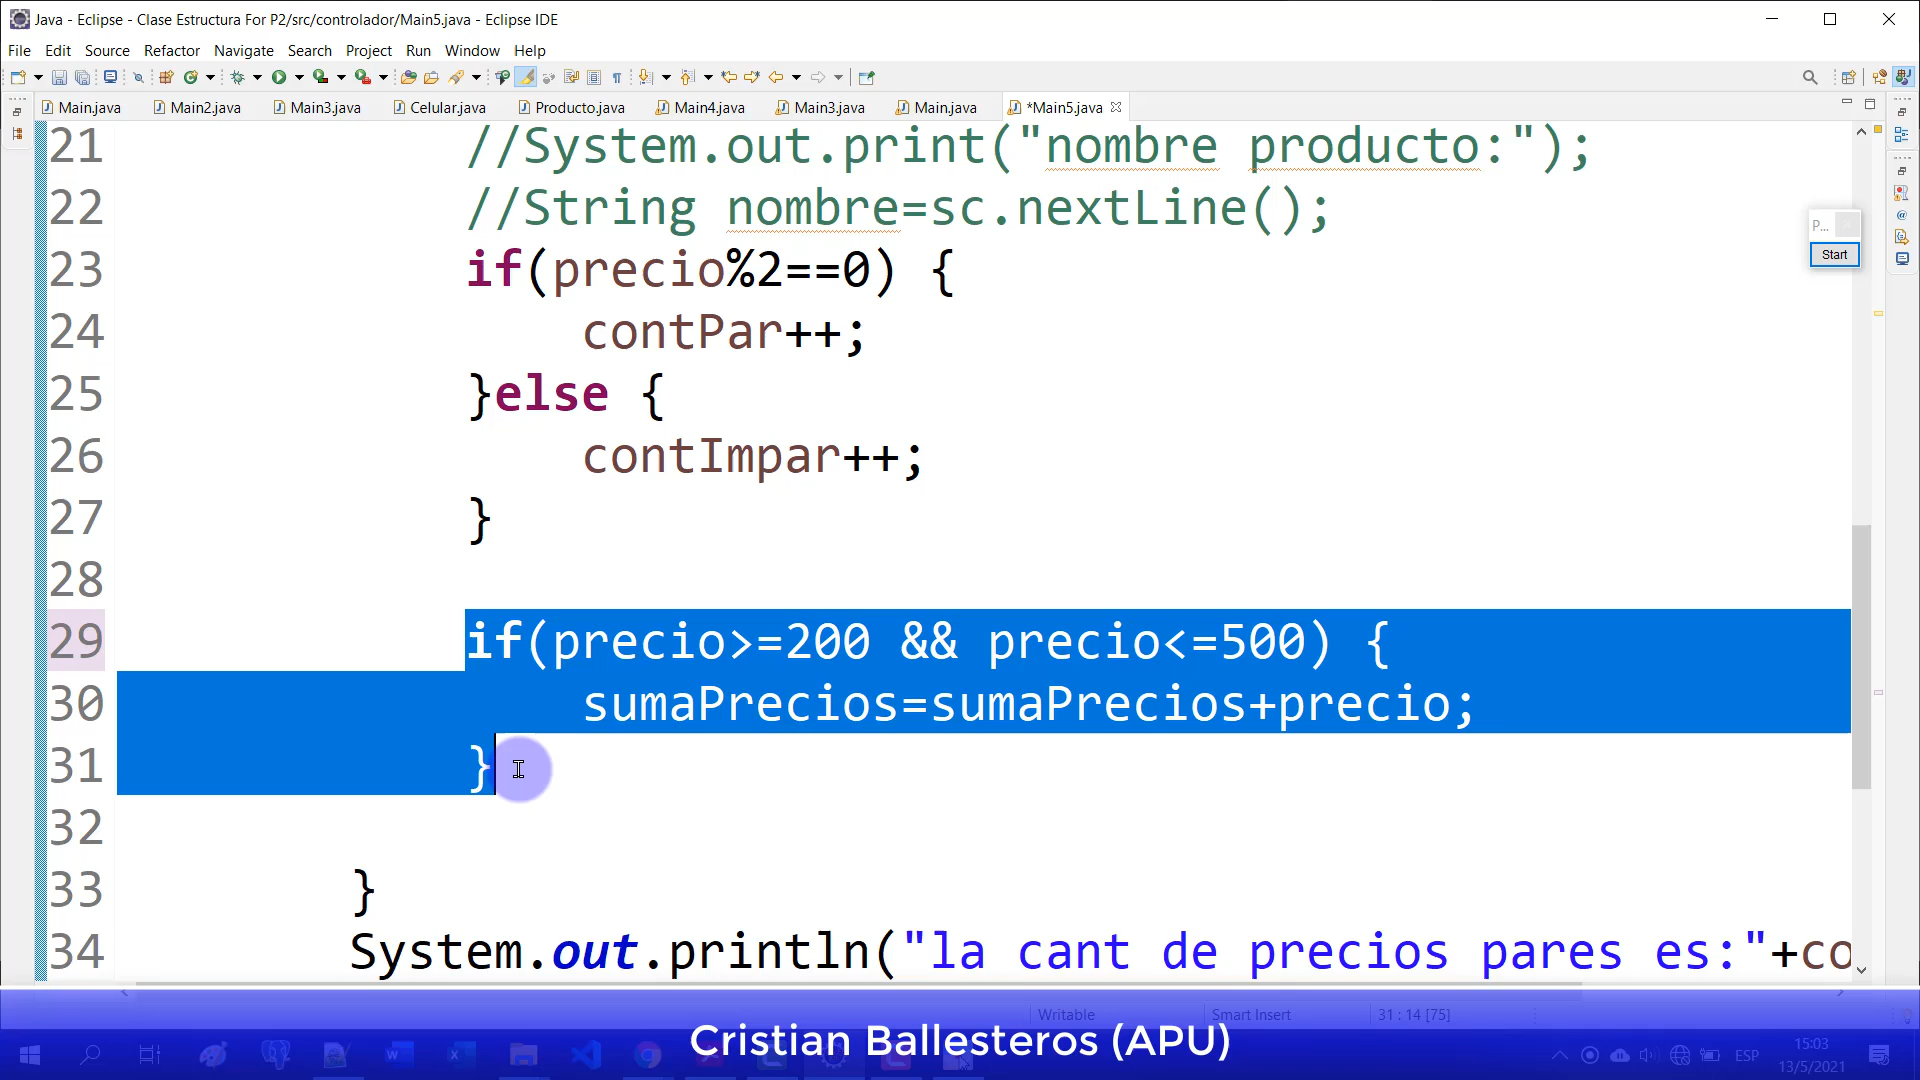 Java - Eclipse - Clase Estructura For P2/src/controlador/Main5.java - Eclipse IDE
File Edit Source Refactor Navigate Search Project Run Window Help
Main.java Main2.java Main3.java Celular.java Producto.java Main4.java Main3.java Main.java *Main5.java
21 //System.out.print("nombre producto:");
22 //String nombre=sc.nextLine();
P...
Start
23 if(precio%2==0) {
24 contPar++;
25 }else {
26 contImpar++;
27 }
28
29 if(precio>=200 && precio<=500) {
30 sumaPrecios=sumaPrecios+precio;
31 }
32
33 }
34 System.out.println("la cant de precios pares es:"+co
Writable Smart Insert 31 : 14 [75]
Cristian Ballesteros (APU)
ESP
15:03
13/5/2021